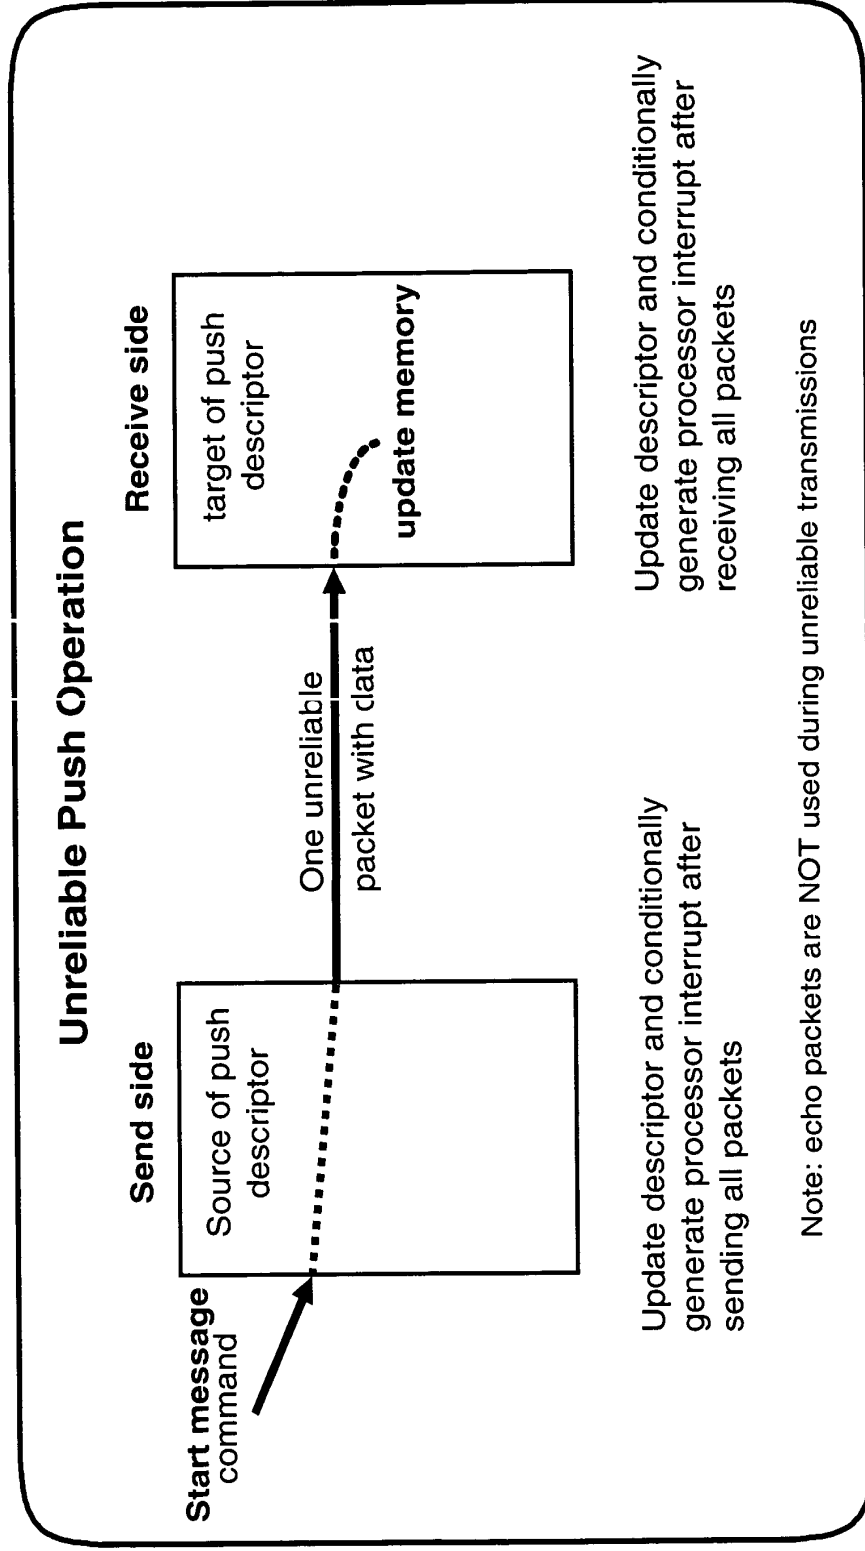 Unreliable Push Operation
Send side
Receive side
Start message
command
Source of push
descriptor
One unreliable
packet with data
target of push
descriptor
update memory
Update descriptor and conditionally
generate processor interrupt after
sending all packets
Update descriptor and conditionally
generate processor interrupt after
receiving all packets
Note: echo packets are NOT used during unreliable transmissions